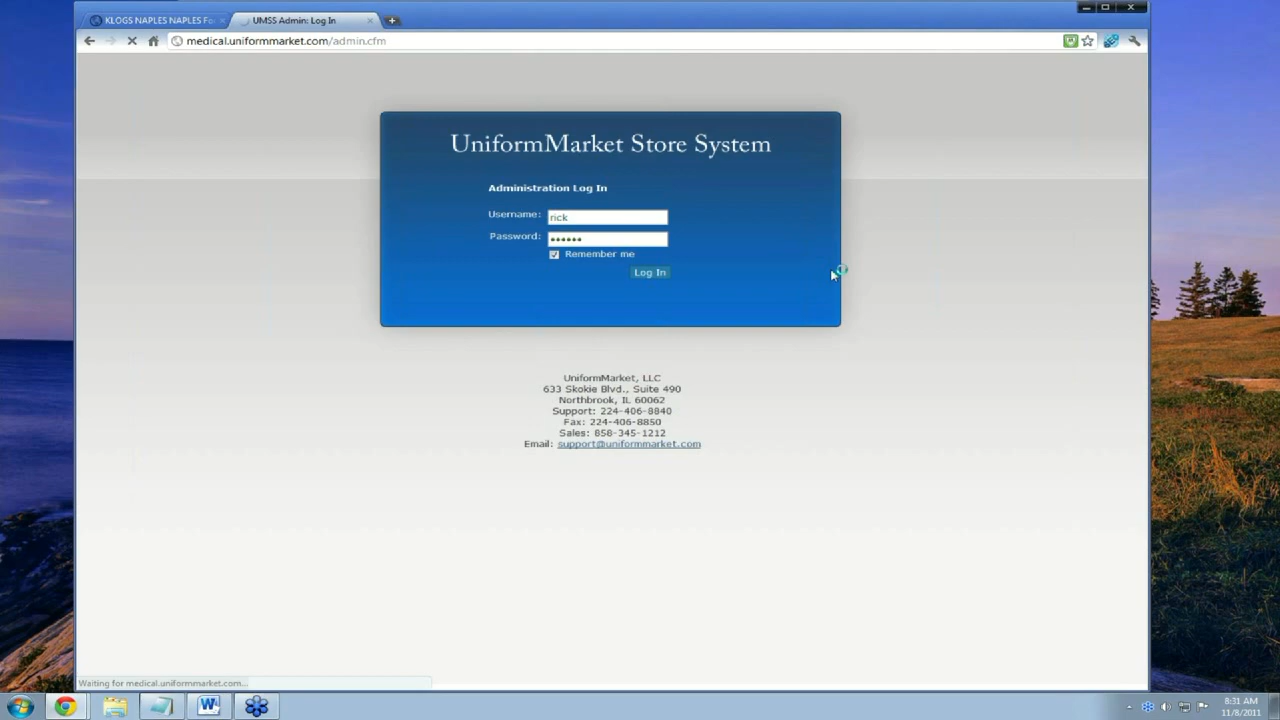 KLOGS NAPLES NAPLES Fo
UMSS Admin: Log In
medical.uniformmarket.com/admin.cfm
UniformMarket Store System
Administration Log In
Username: rick
Password: ••••••
Remember me
Log In
UniformMarket, LLC
633 Skokie Blvd., Suite 490
Northbrook, IL 60062
Support: 224-406-8840
Fax: 224-406-8850
Sales: 858-345-1212
Email: support@uniformmarket.com
Waiting for medical.uniformmarket.com...
8:31 AM
11/8/2011